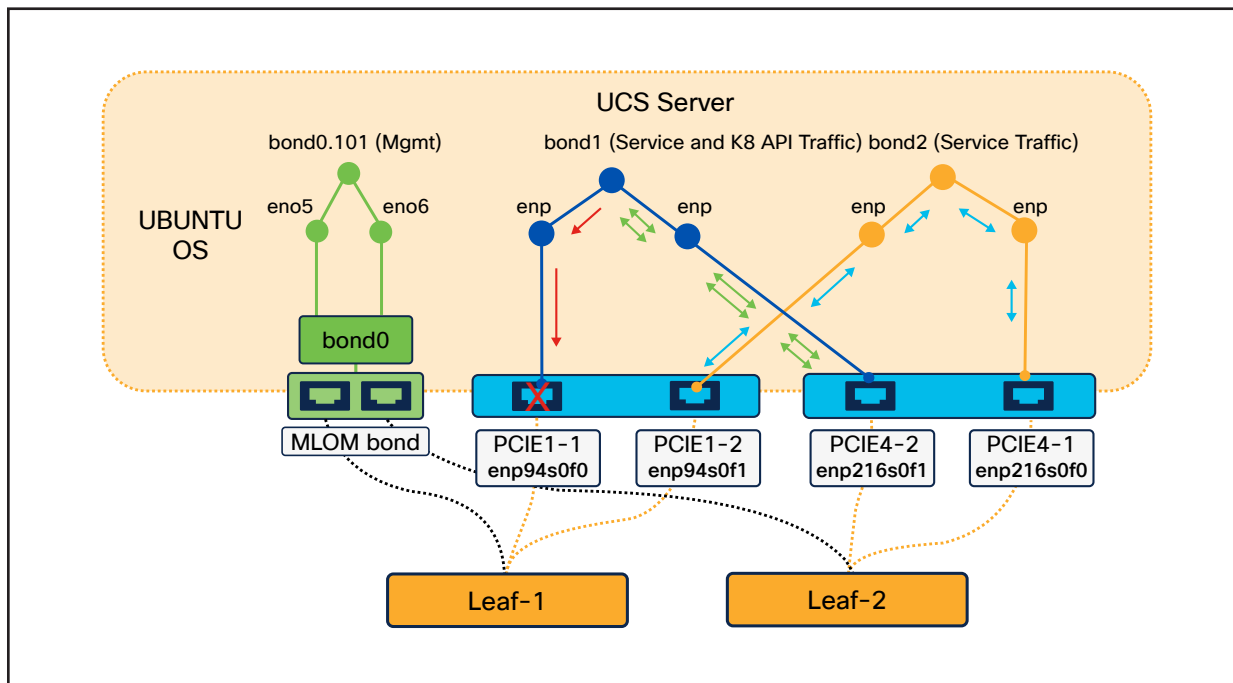 UCS Server
bond0.101 (Mgmt)
bond1 (Service and K8 API Traffic)
bond2 (Service Traffic)
eno5
eno6
enp
enp
enp
enp
UBUNTU
OS
bond0
MLOM bond
PCIE1-1
enp94s0f0
PCIE1-2
enp94s0f1
PCIE4-2
enp216s0f1
PCIE4-1
enp216s0f0
Leaf-1
Leaf-2